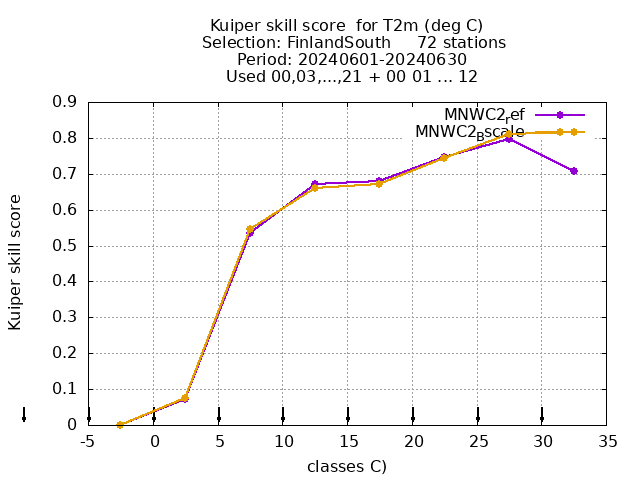 Kuiper skill score  for T2m (deg C)
Selection: FinlandSouth     72 stations
Period: 20240601-20240630
Used 00,03,...,21 + 00 01 ... 12
MNWC2_ref
MNWC2_Bscale
0.9
0.8
0.7
0.6
0.5
0.4
0.3
0.2
0.1
0
Kuiper skill score
-5 0 5 10 15 20 25 30 35
classes C)